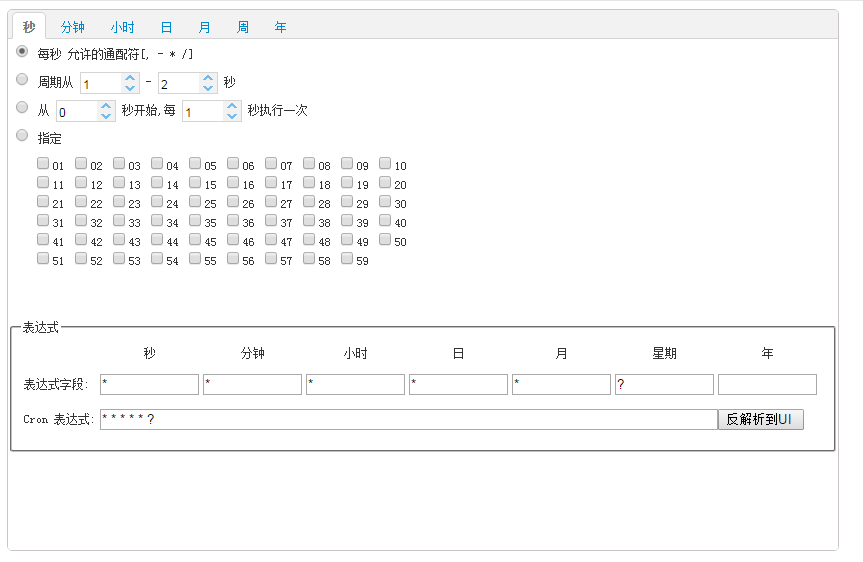 秒 分钟 小时 日 月 周 年
每秒 允许的通配符[, - * /]
周期从 1 - 2 秒
从 0 秒开始,每 1 秒执行一次
指定
01 02 03 04 05 06 07 08 09 10
11 12 13 14 15 16 17 18 19 20
21 22 23 24 25 26 27 28 29 30
31 32 33 34 35 36 37 38 39 40
41 42 43 44 45 46 47 48 49 50
51 52 53 54 55 56 57 58 59
表达式
秒 分钟 小时 日 月 星期 年
表达式字段: * * * * * ?
Cron 表达式: * * * * * ? 反解析到UI